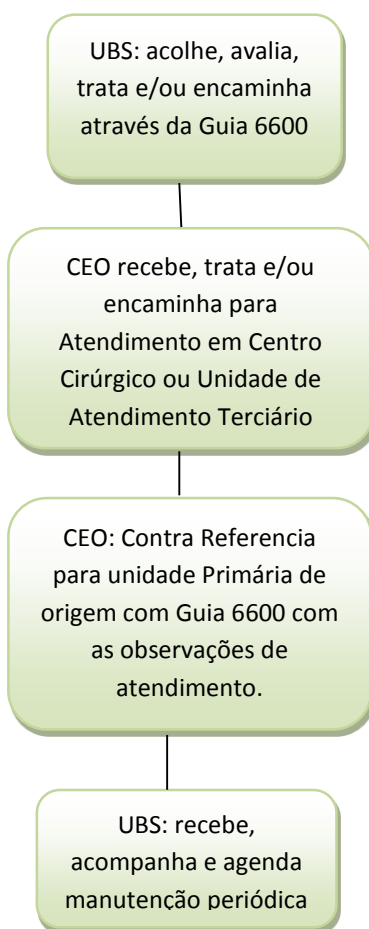 UBS: acolhe, avalia,
trata e/ou encaminha
através da Guia 6600
CEO recebe, trata e/ou
encaminha para
Atendimento em Centro
Cirúrgico ou Unidade de
Atendimento Terciário
CEO: Contra Referencia
para unidade Primária de
origem com Guia 6600 com
as observações de
atendimento.
UBS: recebe,
acompanha e agenda
manutenção periódica